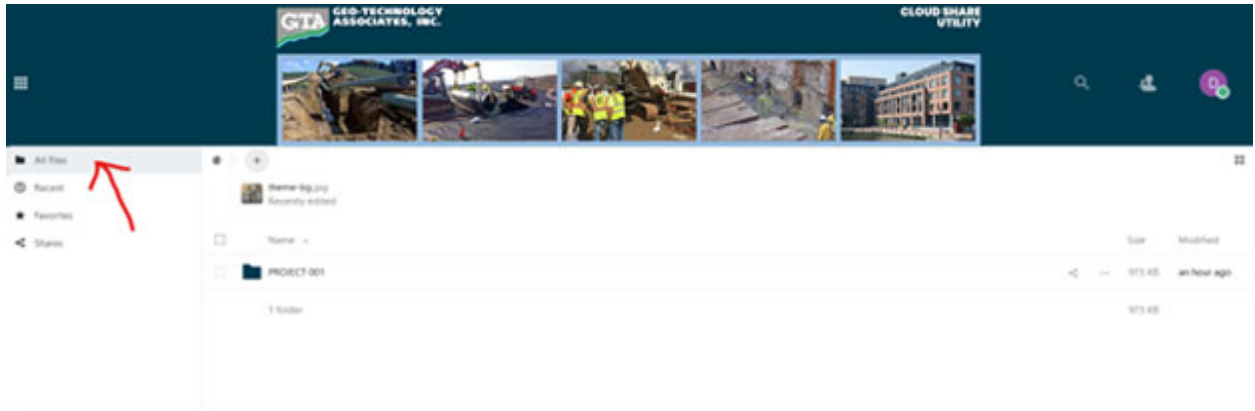 GTA GEO-TECHNOLOGY
ASSOCIATES, INC.
CLOUD SHARE
UTILITY
D
All files
Recent
Favorites
Shares
theme-bg.jpg
Recently edited
Name
Size
Modified
PROJECT 001
973 KB
an hour ago
1 folder
973 KB